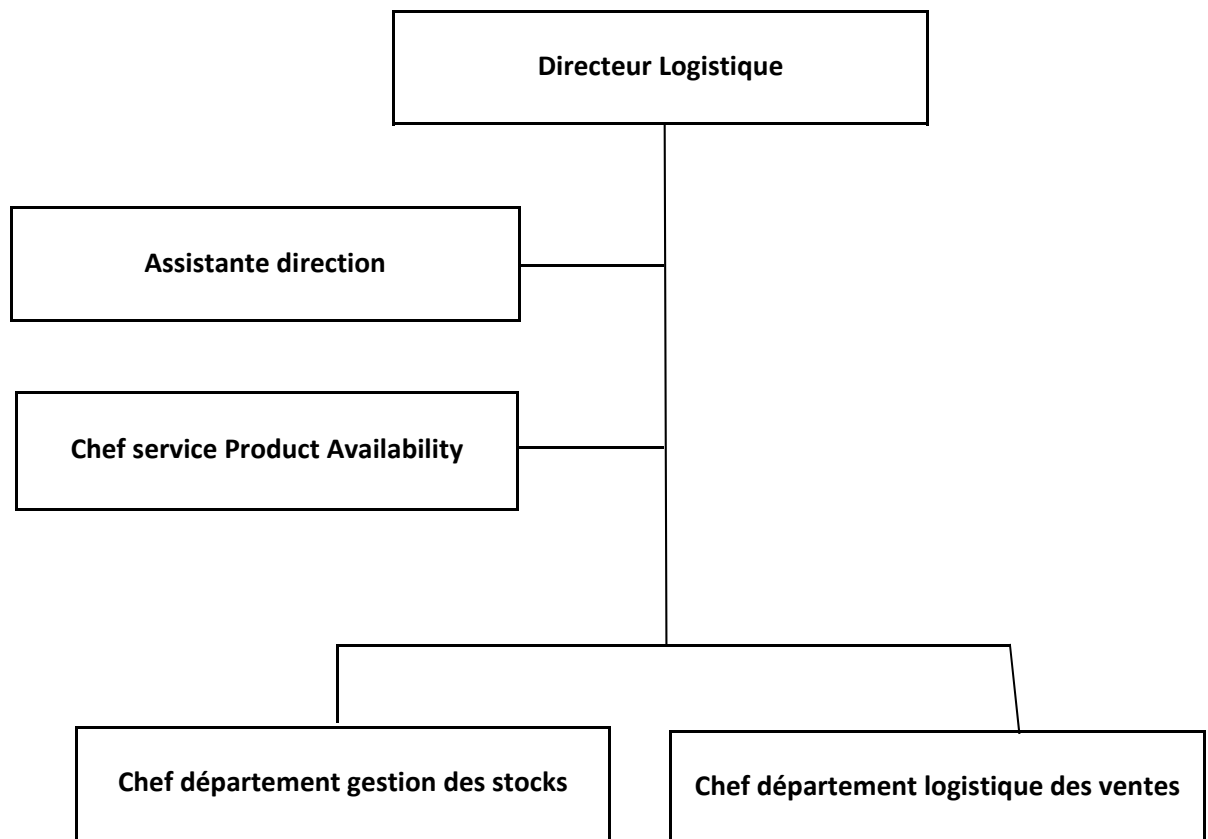 Directeur Logistique
Assistante direction
Chef service Product Availability
Chef département gestion des stocks
Chef département logistique des ventes